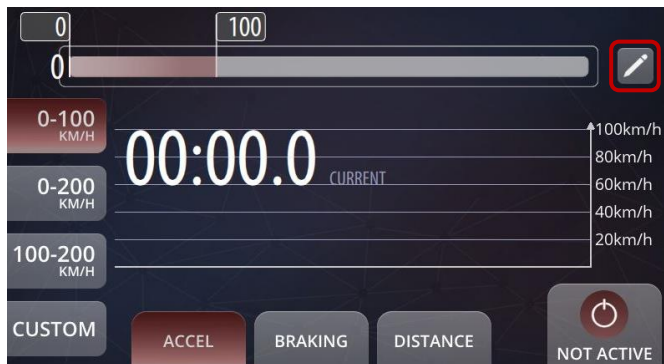 0 100
0
0-100
KM/H
00:00.0 CURRENT
100km/h
80km/h
60km/h
40km/h
20km/h
0-200
KM/H
100-200
KM/H
CUSTOM
ACCEL BRAKING DISTANCE
NOT ACTIVE